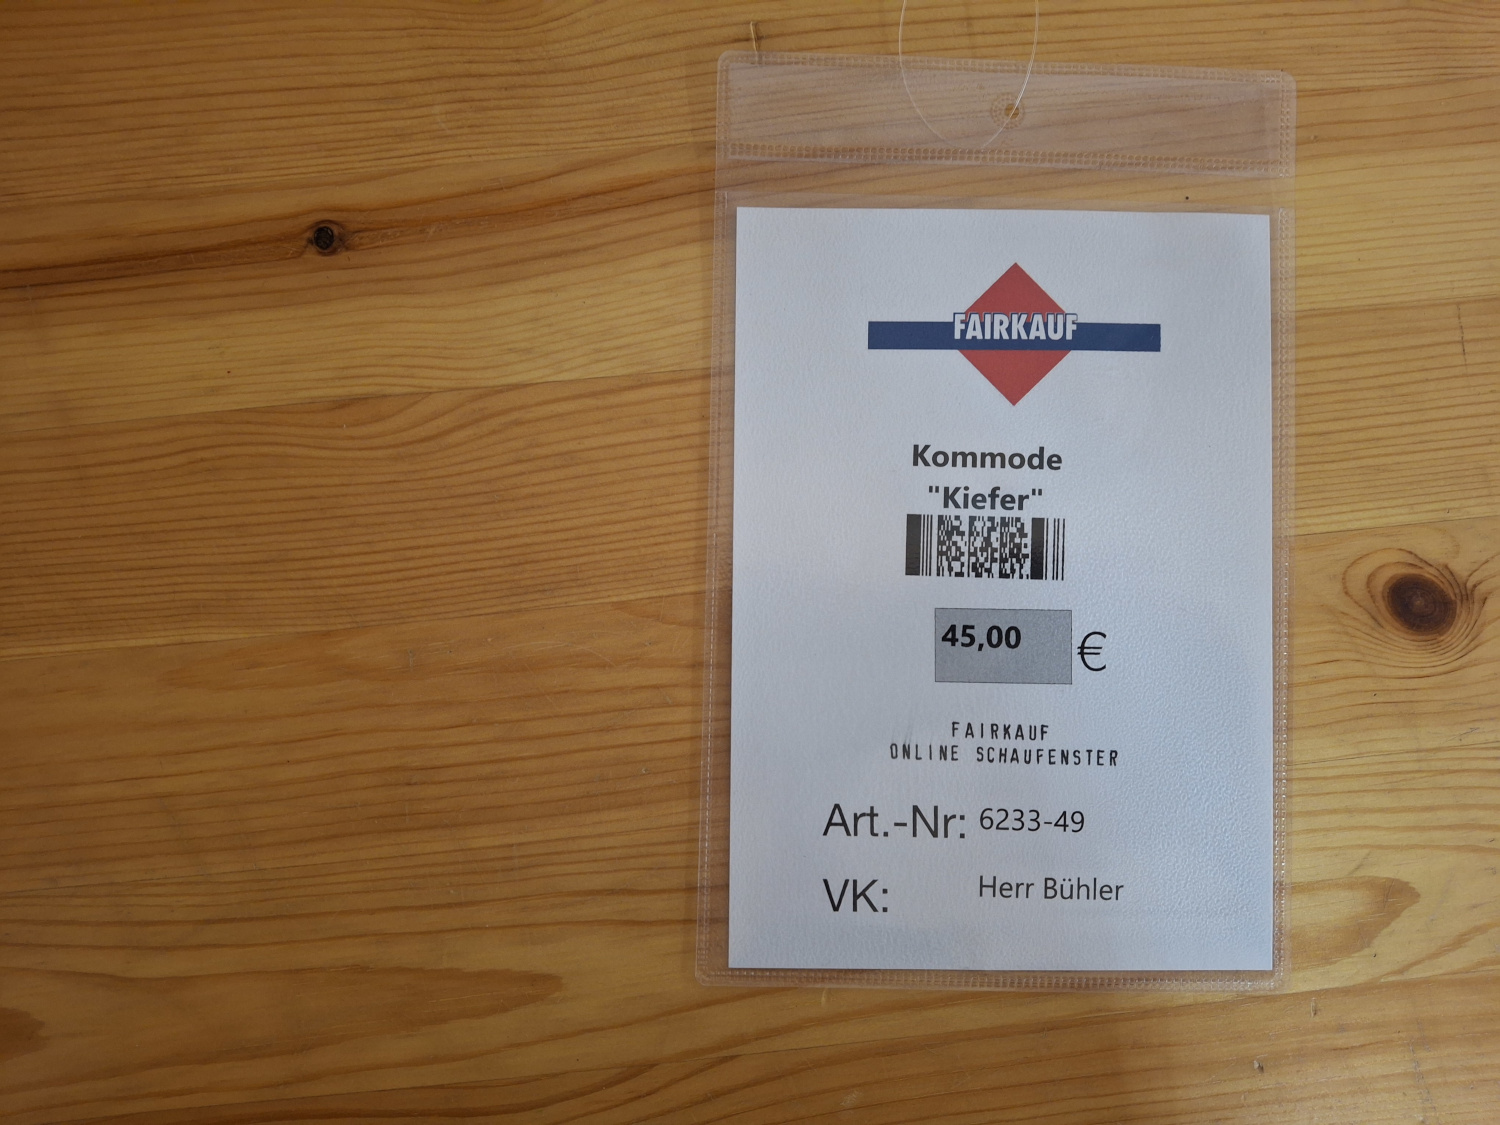 FAIRKAUF
Kommode
"Kiefer"
45,00 €
FAIRKAUF
ONLINE SCHAUFENSTER
Art.-Nr: 6233-49
VK: Herr Bühler